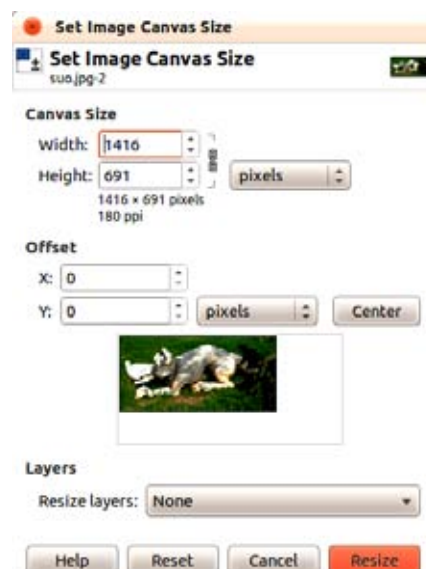 Set Image Canvas Size
Set Image Canvas Size
suo.jpg-2
Canvas Size
Width: 1416
Height: 691 pixels
1416 × 691 pixels
180 ppi
Offset
X: 0
Y: 0 pixels Center
Layers
Resize layers: None
Help Reset Cancel Resize